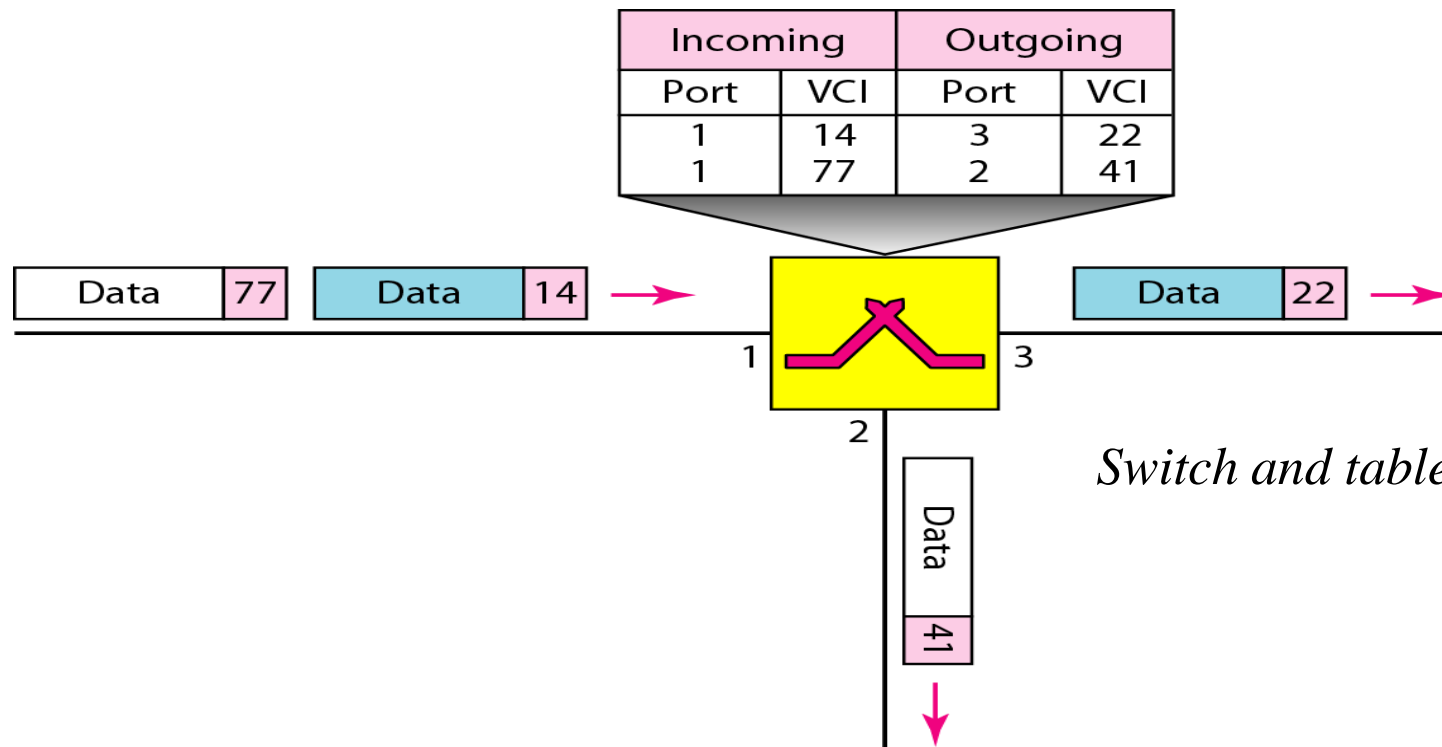 Incoming Outgoing
Port VCI Port VCI
1 14 3 22
1 77 2 41
Data 77 Data 14 Data 22
1 3
2
Switch and table
Data 41